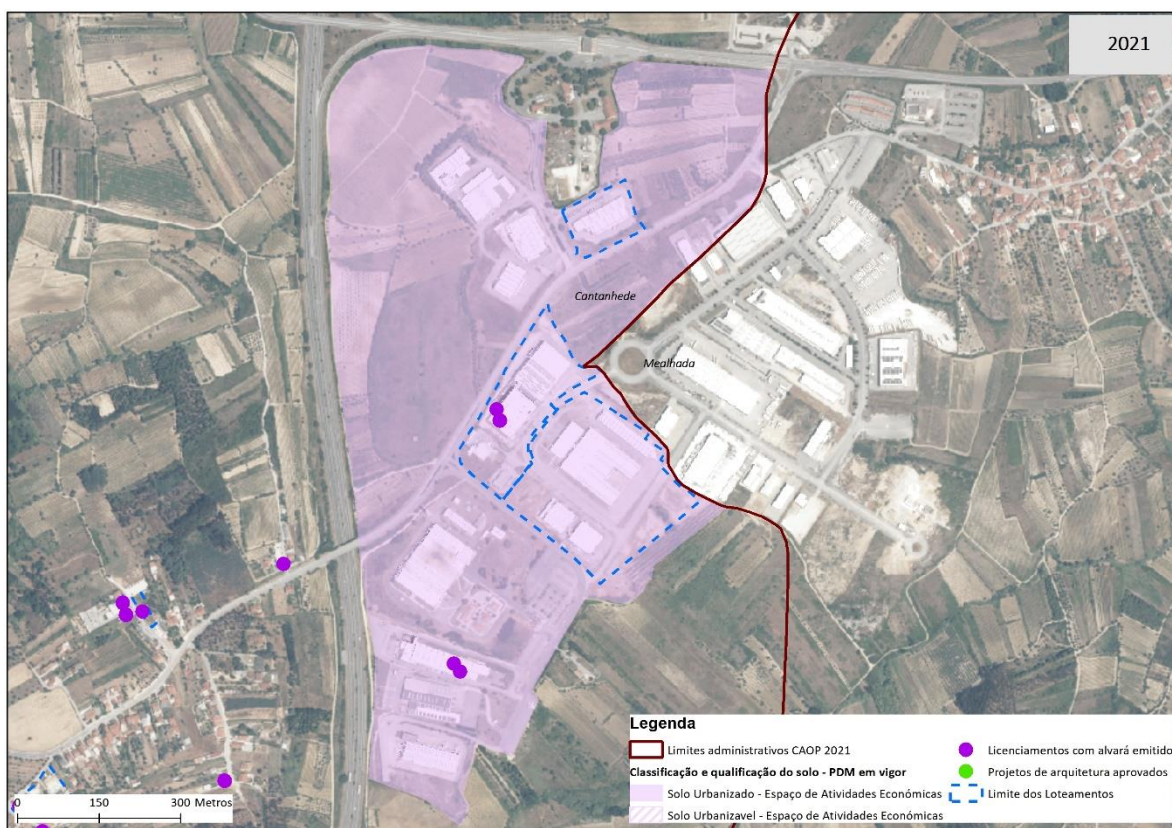 2021
Cantanhede
Mealhada
Legenda
Limites administrativos CAOP 2021
Classificação e qualificação do solo - PDM em vigor
Solo Urbanizado - Espaço de Atividades Económicas
Solo Urbanizavel - Espaço de Atividades Económicas
Licenciamentos com alvará emitido
Projetos de arquitetura aprovados
Limite dos Loteamentos
0 150 300 Metros